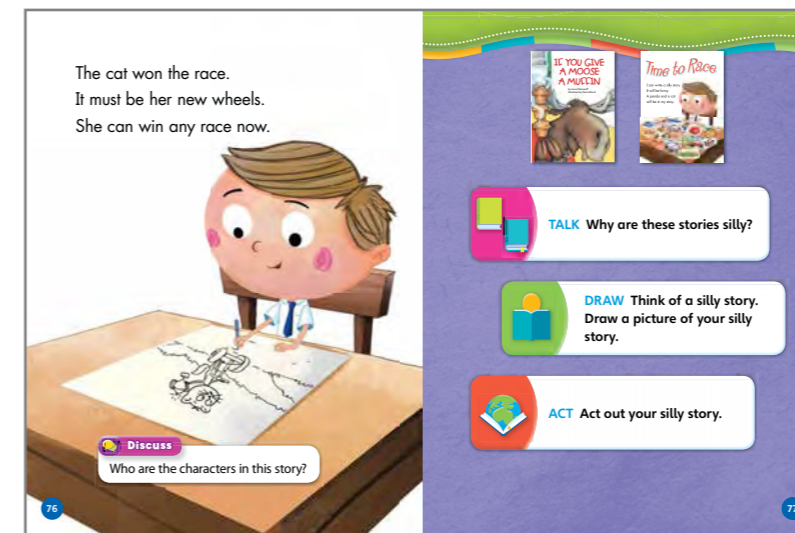 The cat won the race.
It must be her new wheels.
She can win any race now.
Discuss
Who are the characters in this story?
76
IF YOU GIVE
A MOOSE
A MUFFIN
Time to Race
TALK Why are these stories silly?
DRAW Think of a silly story.
Draw a picture of your silly
story.
ACT Act out your silly story.
77